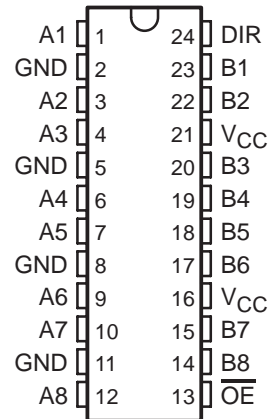 A1 1 24 DIR
GND 2 23 B1
A2 3 22 B2
A3 4 21 VCC
GND 5 20 B3
A4 6 19 B4
A5 7 18 B5
GND 8 17 B6
A6 9 16 VCC
A7 10 15 B7
GND 11 14 B8
A8 12 13 O̅E̅